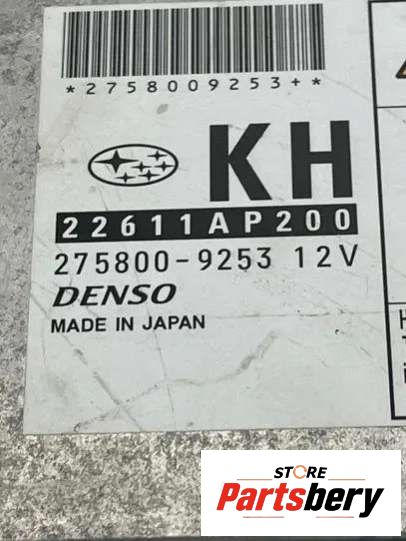 *2758009253+*
KH
22611AP200
275800-9253 12V
DENSO
MADE IN JAPAN
H
i
STORE
Partsbery